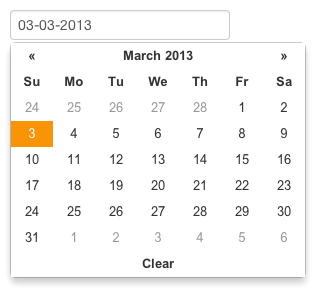 03-03-2013
« March 2013 »
Su Mo Tu We Th Fr Sa
24 25 26 27 28 1 2
3 4 5 6 7 8 9
10 11 12 13 14 15 16
17 18 19 20 21 22 23
24 25 26 27 28 29 30
31 1 2 3 4 5 6
Clear